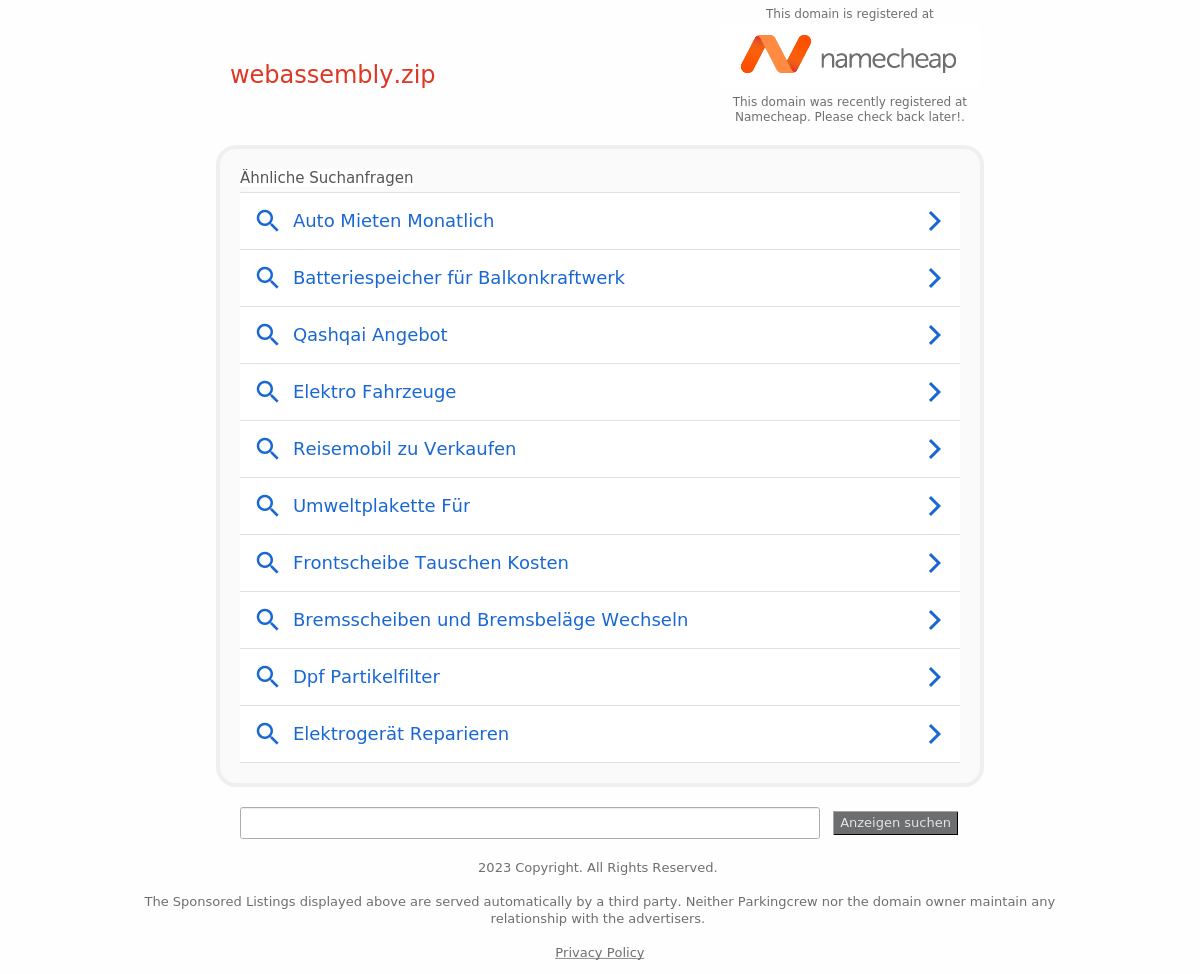 This domain is registered at
namecheap
webassembly.zip
This domain was recently registered at
Namecheap. Please check back later!.
Ähnliche Suchanfragen
Auto Mieten Monatlich
Batteriespeicher für Balkonkraftwerk
Qashqai Angebot
Elektro Fahrzeuge
Reisemobil zu Verkaufen
Umweltplakette Für
Frontscheibe Tauschen Kosten
Bremsscheiben und Bremsbeläge Wechseln
Dpf Partikelfilter
Elektrogerät Reparieren
Anzeigen suchen
2023 Copyright. All Rights Reserved.
The Sponsored Listings displayed above are served automatically by a third party. Neither Parkingcrew nor the domain owner maintain any
relationship with the advertisers.
Privacy Policy